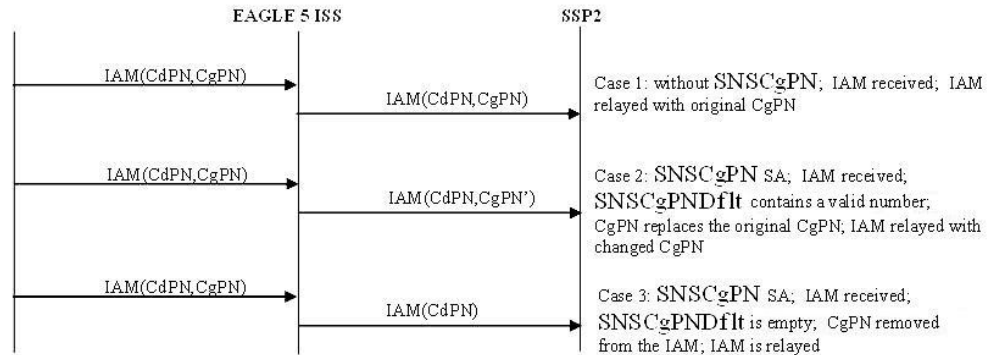 EAGLE 5 ISS SSP2
IAM(CdPN,CgPN)
IAM(CdPN,CgPN)
Case 1: without SNSCgPN; IAM received; IAM
relayed with original CgPN
IAM(CdPN,CgPN)
IAM(CdPN,CgPN’)
Case 2: SNSCgPN SA; IAM received;
SNSCgPNDflt contains a valid number;
CgPN replaces the original CgPN; IAM relayed with
changed CgPN
IAM(CdPN,CgPN)
IAM(CdPN)
Case 3: SNSCgPN SA; IAM received;
SNSCgPNDflt is empty; CgPN removed
from the IAM; IAM is relayed